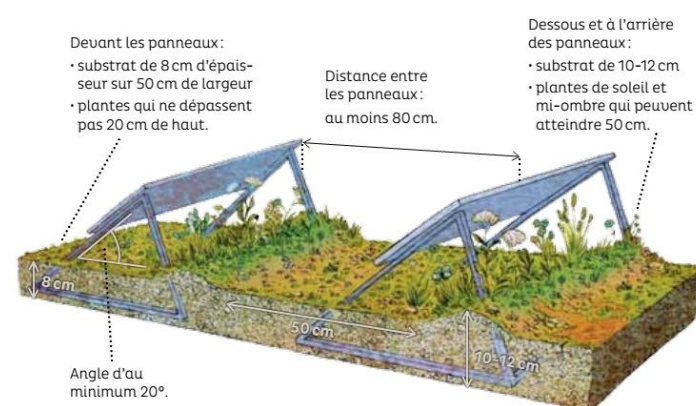 Devant les panneaux:
• substrat de 8 cm d'épais-
seur sur 50 cm de largeur
• plantes qui ne dépassent
pas 20 cm de haut.
Distance entre
les panneaux:
au moins 80 cm.
Dessous et à l'arrière
des panneaux:
• substrat de 10-12 cm
• plantes de soleil et
mi-ombre qui peuvent
atteindre 50 cm.
8 cm
50 cm
10-12 cm
Angle d'au
minimum 20°.